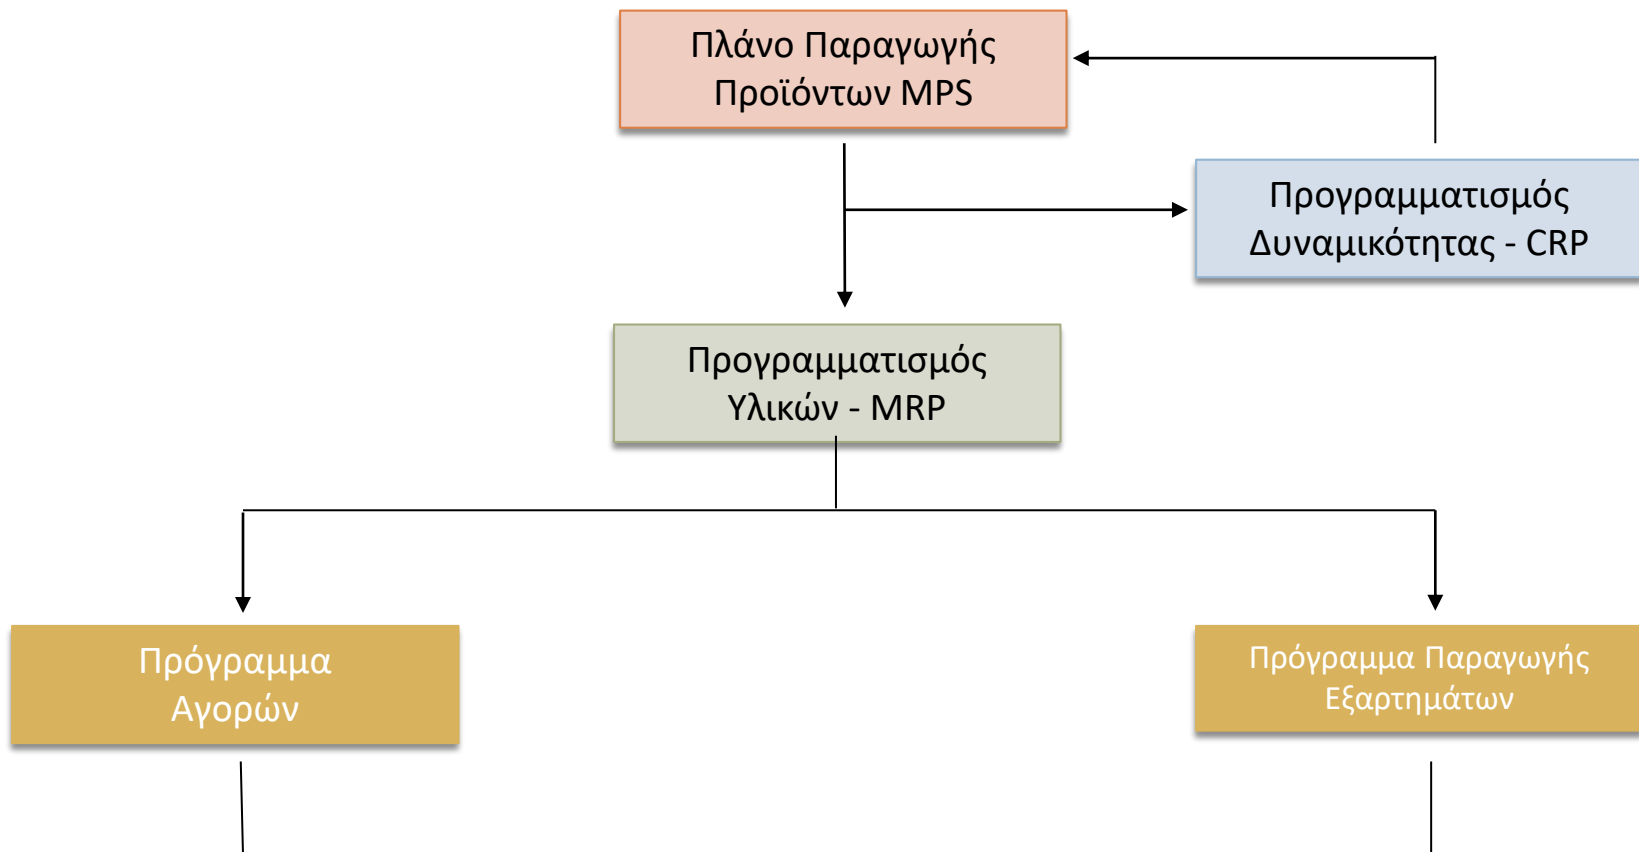 Πλάνο Παραγωγής
Προϊόντων MPS
Προγραμματισμός
Δυναμικότητας - CRP
Προγραμματισμός
Υλικών - MRP
Πρόγραμμα
Αγορών
Πρόγραμμα Παραγωγής
Εξαρτημάτων